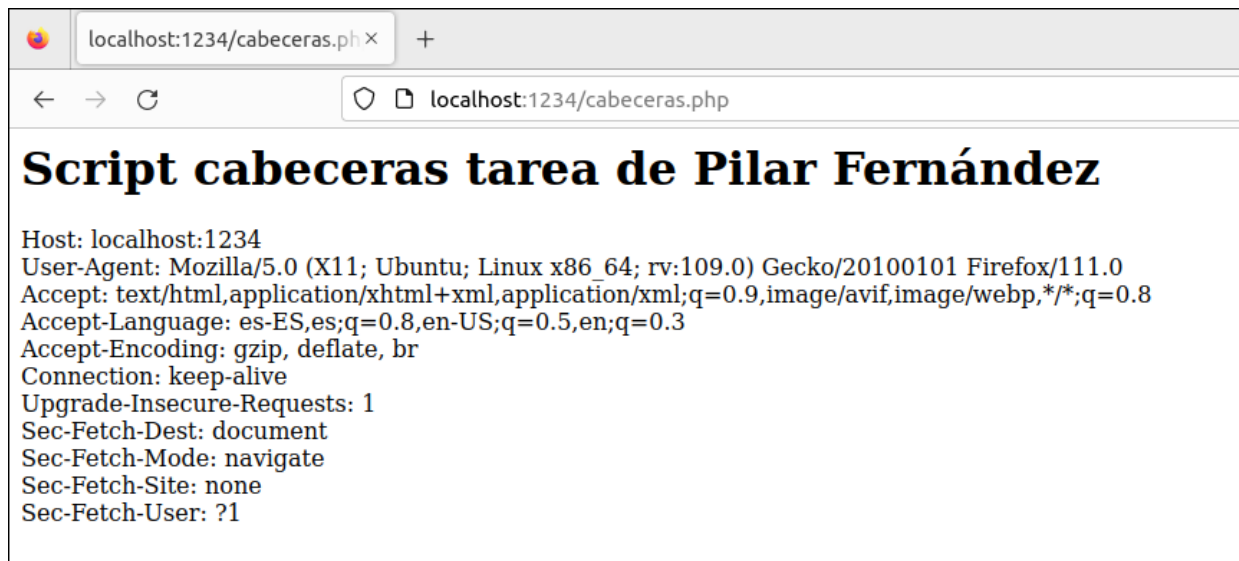 localhost:1234/cabeceras.ph
localhost:1234/cabeceras.php
Script cabeceras tarea de Pilar Fernández
Host: localhost:1234
User-Agent: Mozilla/5.0 (X11; Ubuntu; Linux x86_64; rv:109.0) Gecko/20100101 Firefox/111.0
Accept: text/html,application/xhtml+xml,application/xml;q=0.9,image/avif,image/webp,*/*;q=0.8
Accept-Language: es-ES,es;q=0.8,en-US;q=0.5,en;q=0.3
Accept-Encoding: gzip, deflate, br
Connection: keep-alive
Upgrade-Insecure-Requests: 1
Sec-Fetch-Dest: document
Sec-Fetch-Mode: navigate
Sec-Fetch-Site: none
Sec-Fetch-User: ?1